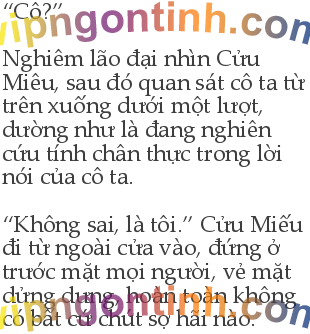 “Cô?”
vipngontinh.com
Nghiêm lão đại nhìn Cửu
Miêu, sau đó quan sát cô ta từ
trên xuống dưới một lượt,
dường như là đang nghiên
cứu tính chân thực trong lời
nói của cô ta.
“Không sai, là tôi.” Cửu Miếu
đi từ ngoài cửa vào, đứng ở
trước mặt mọi người, vẻ mặt
dửng dưng, hoàn toàn không
vipngontinh.com
có bất cứ chút sợ hãi nào.